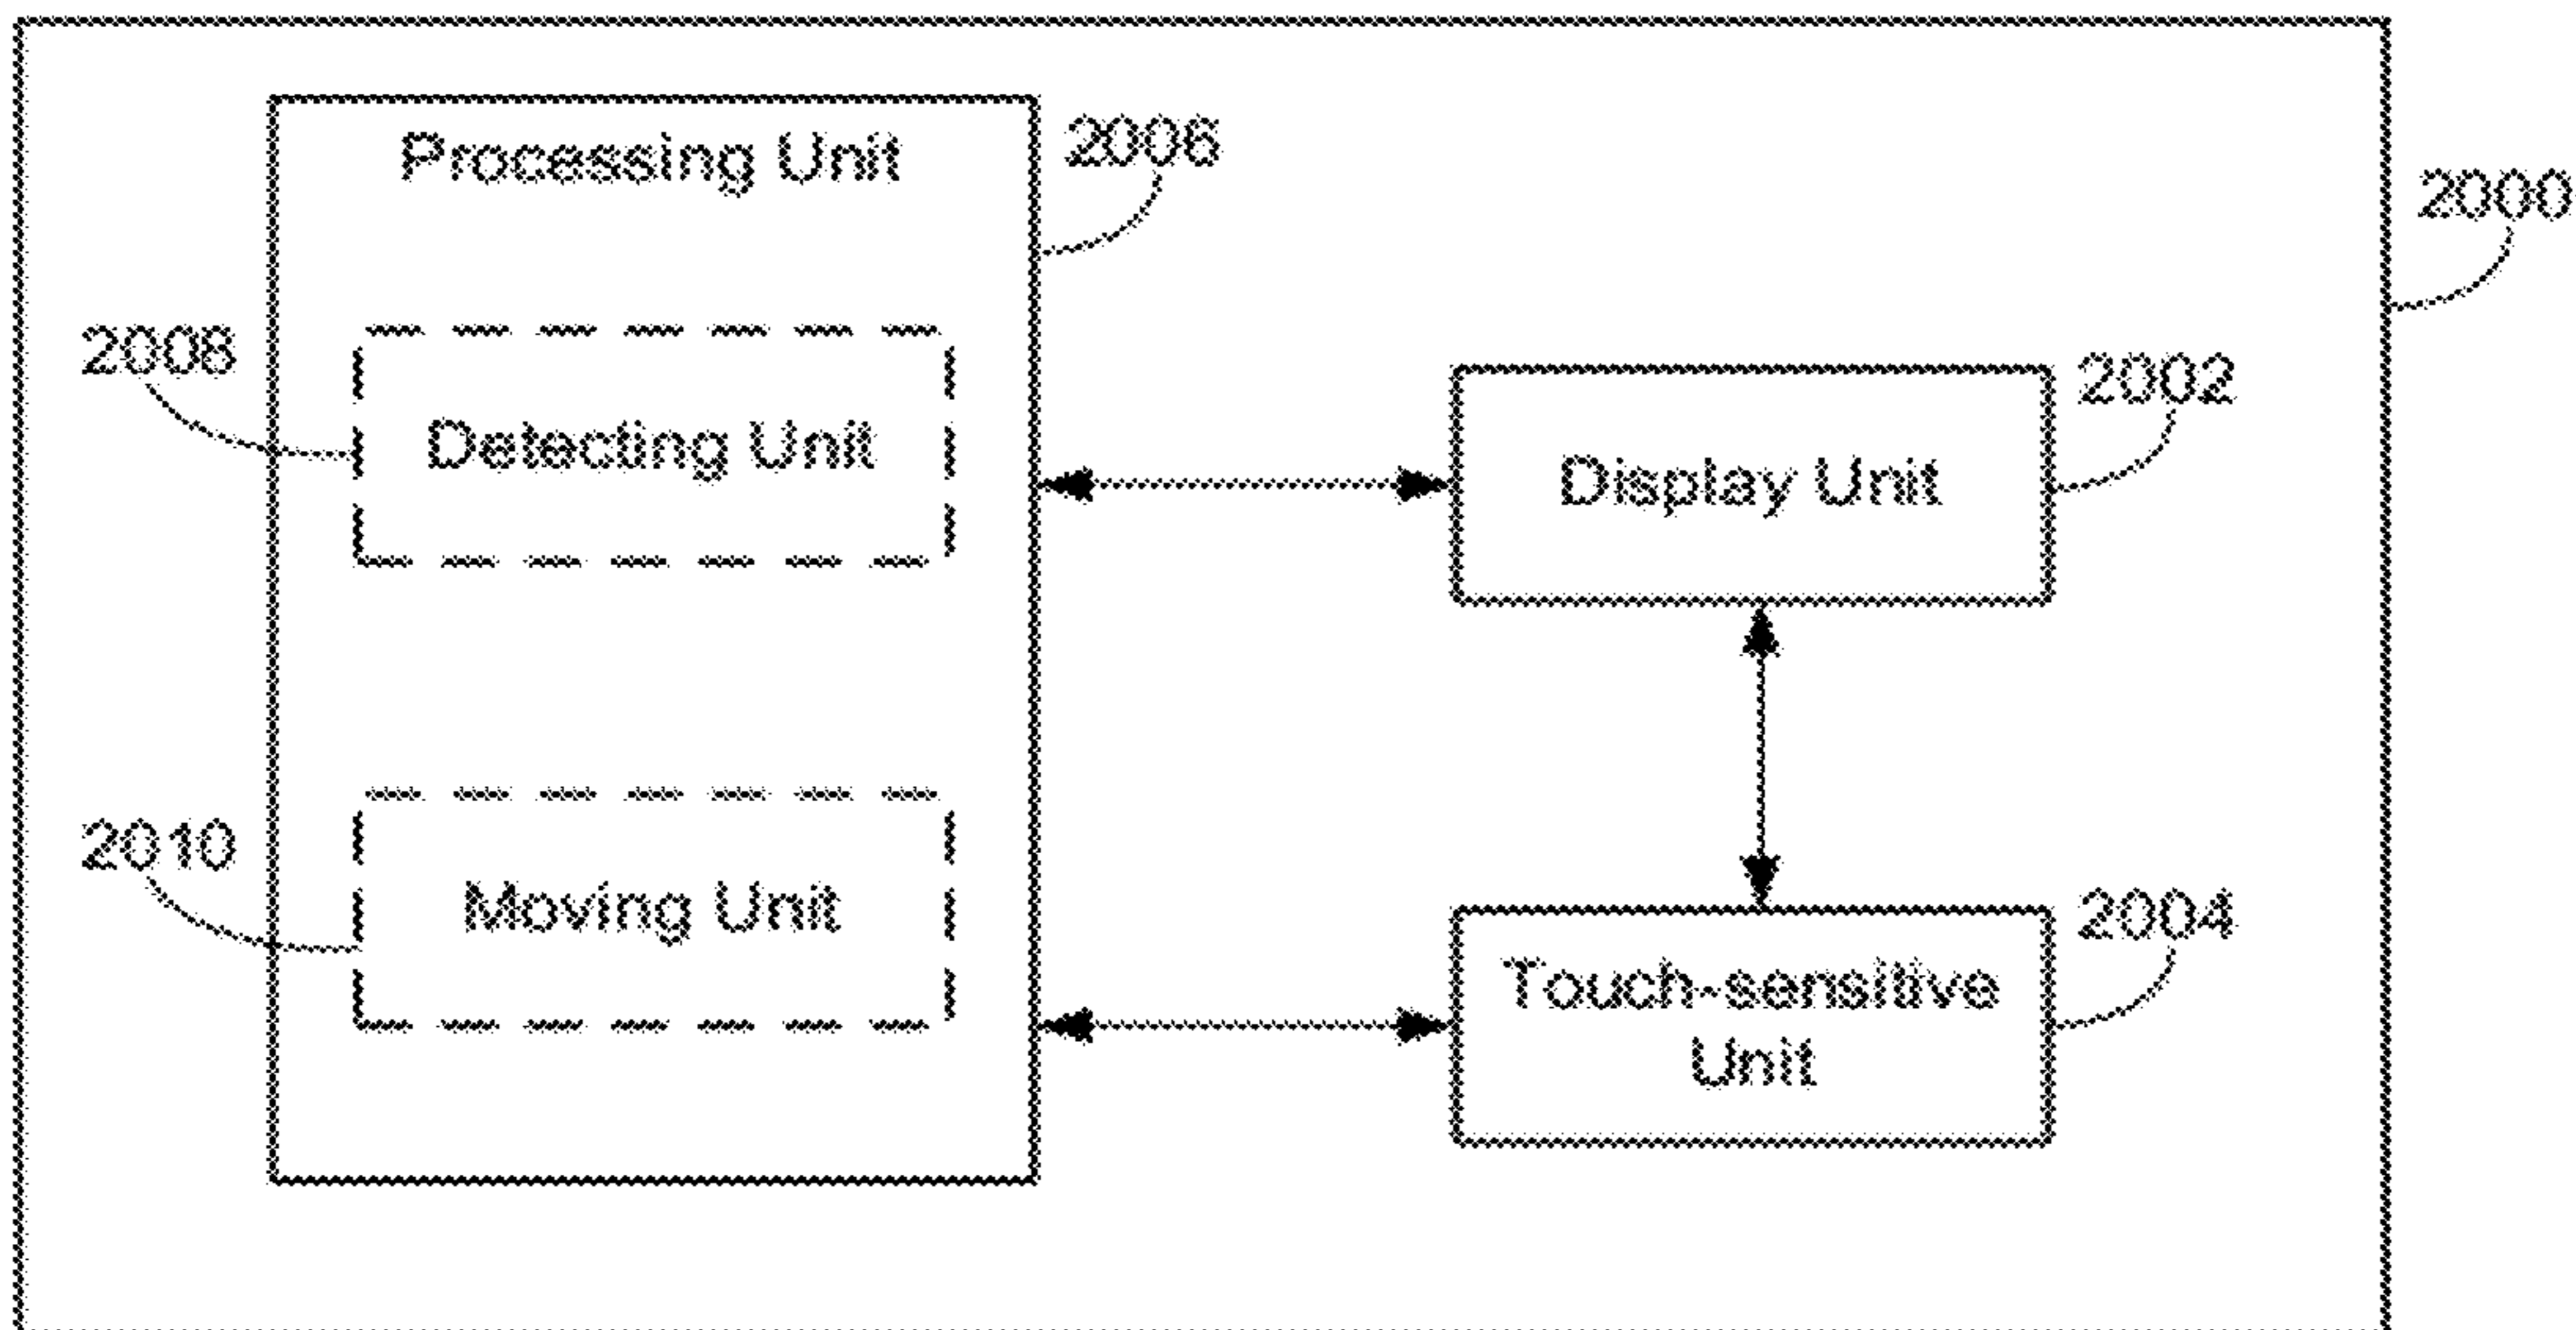 Processing Unit
2006
2000
2008
Detecting Unit
2002
Display Unit
2010
Moving Unit
2004
Touch-sensitive
Unit